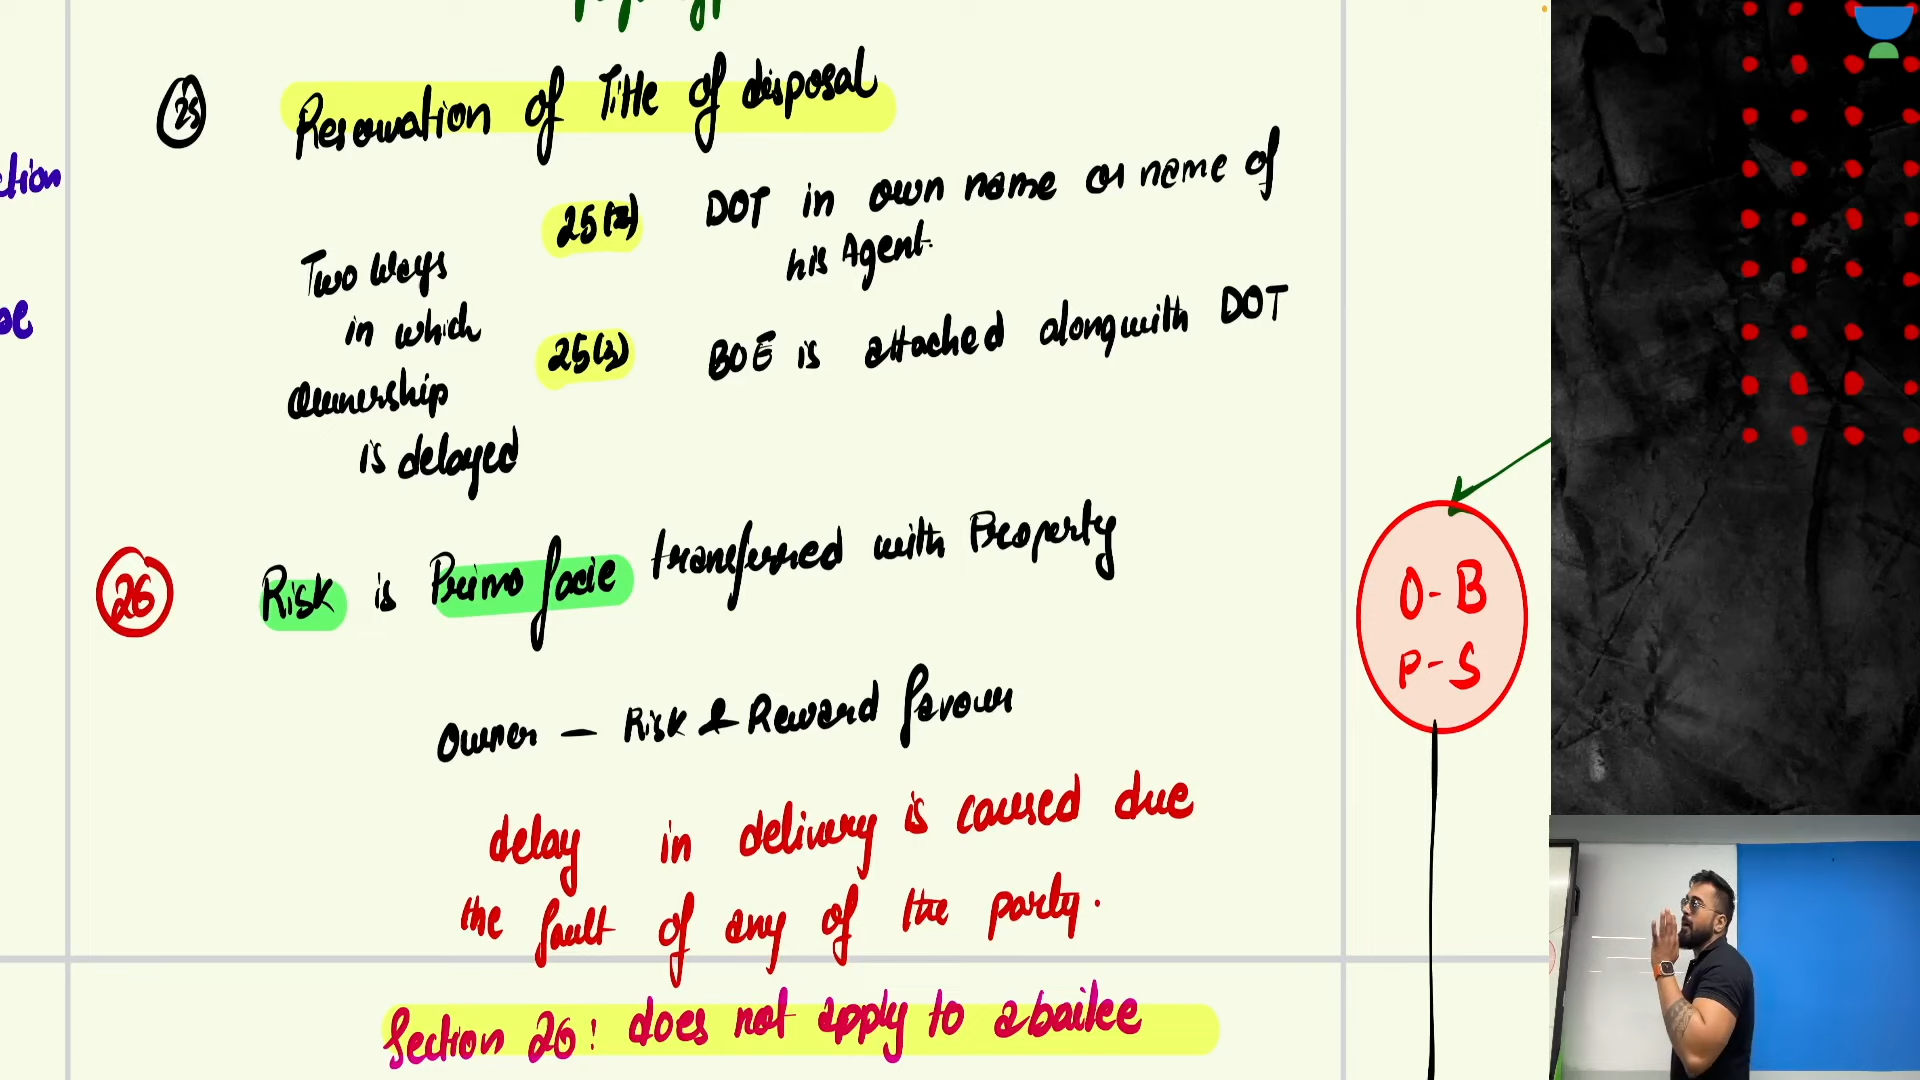 25
Reservation of Title of disposal
25(2) DOT in own name or name of
his Agent.
Two ways
in which
ownership
is delayed
25(3) BOE is attached alongwith DOT
26
Risk is Prima facie transferred with Property
Owner — Risk & Reward favour
delay in delivery is caused due
the fault of any of the party.
Section 26: does not apply to a bailee
O - B
P - S
ction